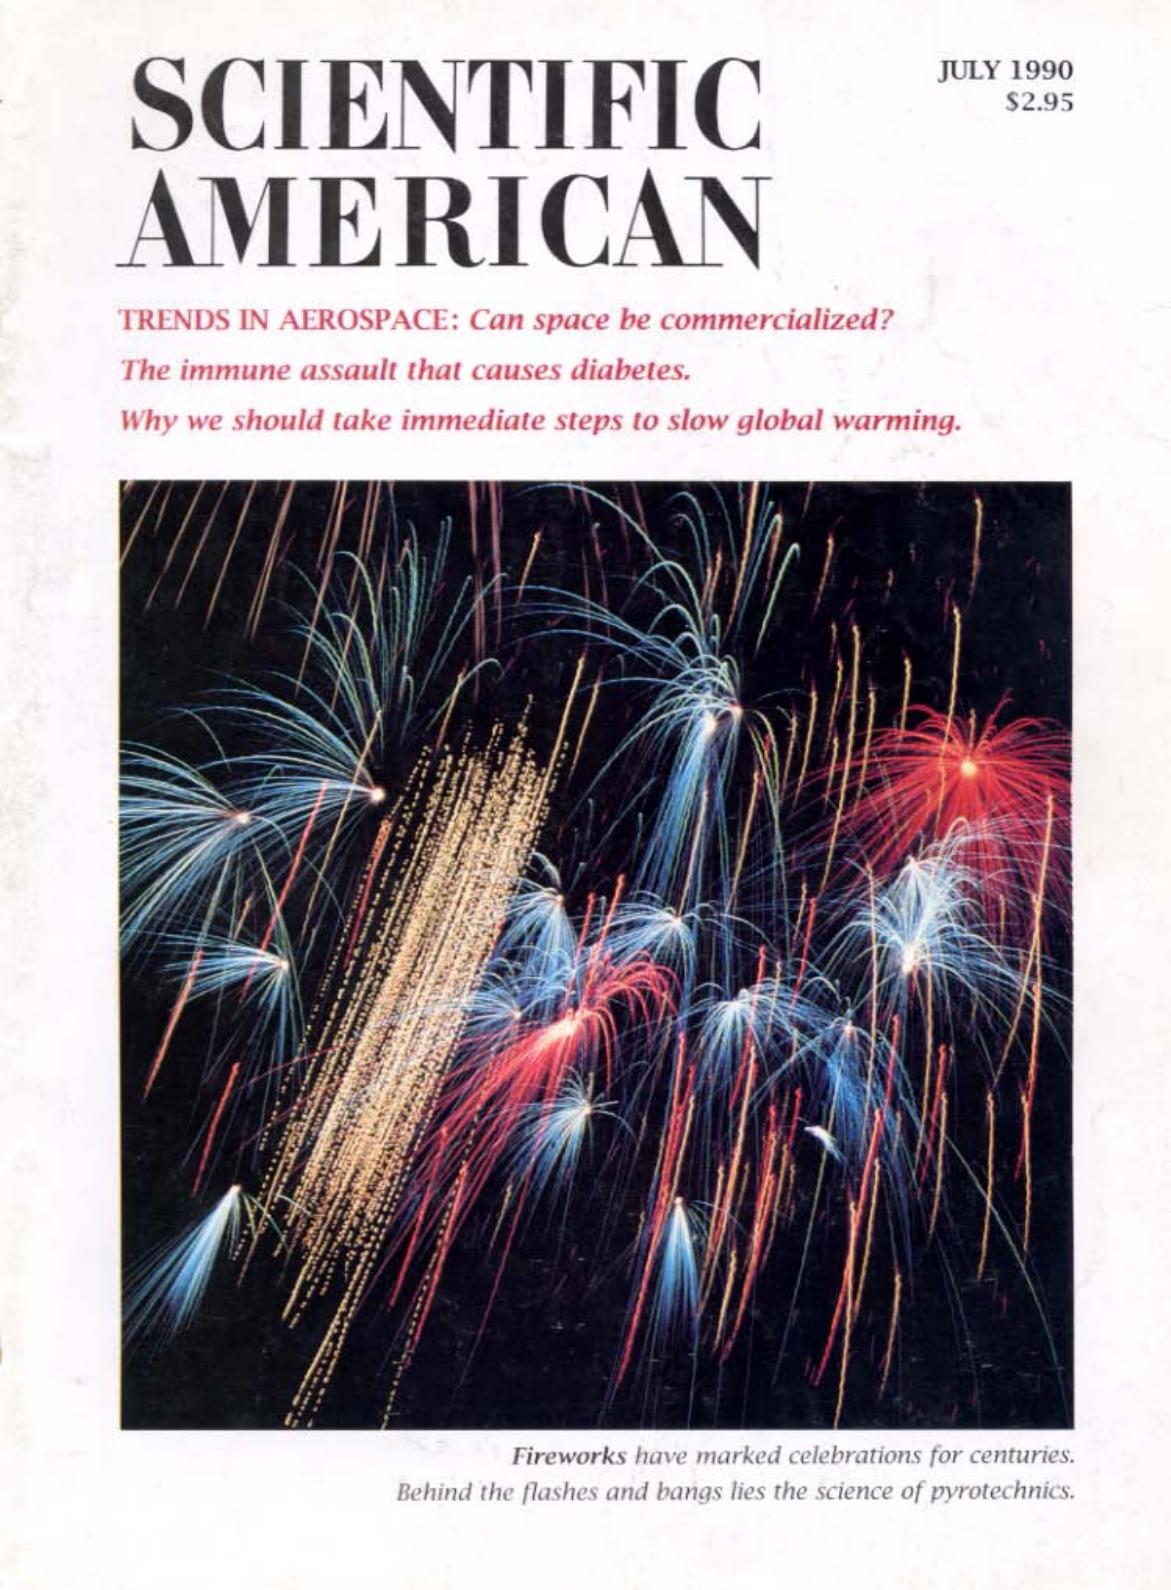 SCIENTIFIC
AMERICAN
JULY 1990
$2.95
TRENDS IN AEROSPACE: Can space be commercialized?
The immune assault that causes diabetes.
Why we should take immediate steps to slow global warming.
Fireworks have marked celebrations for centuries.
Behind the flashes and bangs lies the science of pyrotechnics.